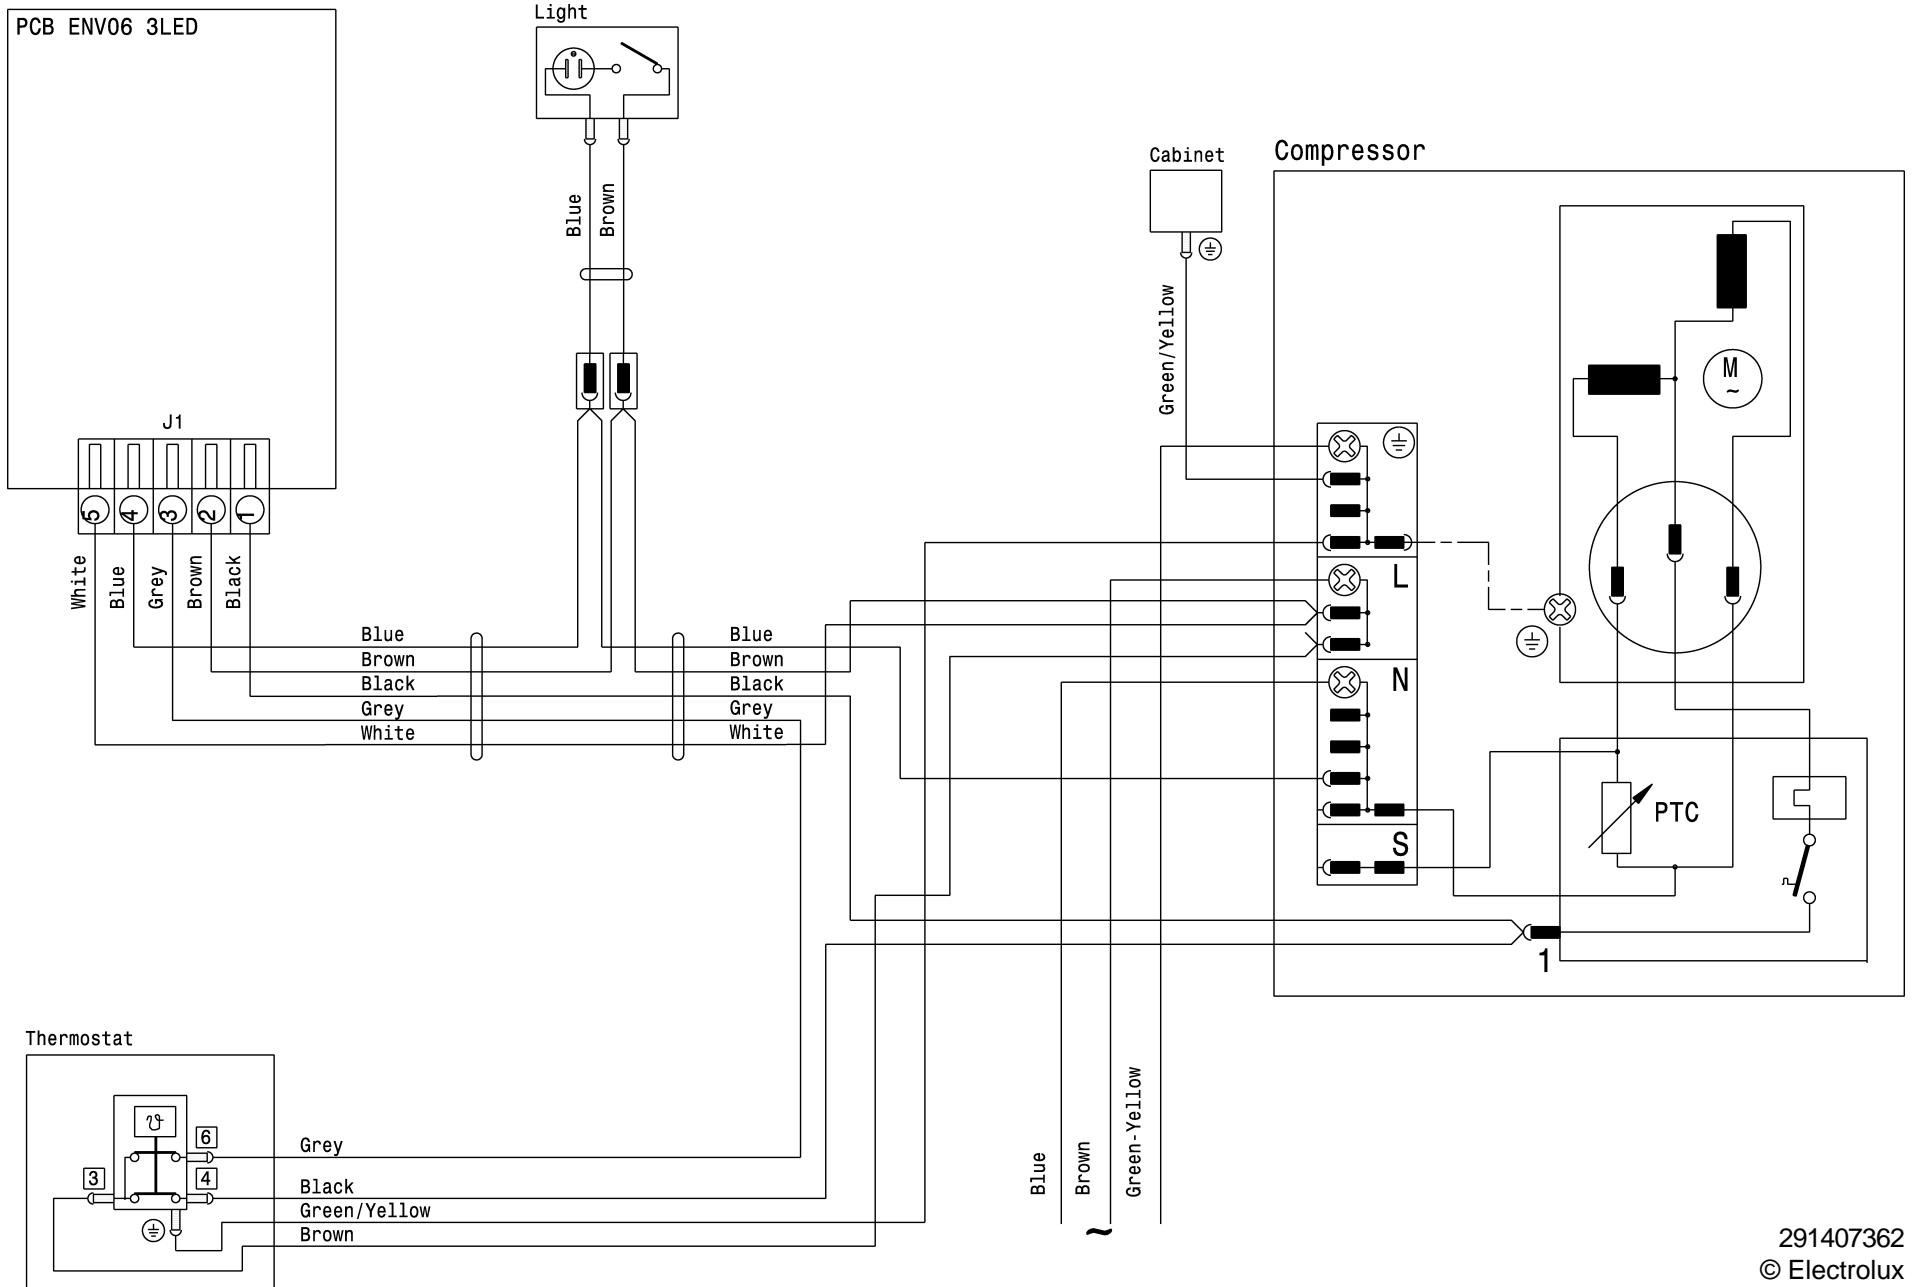 Light
PCB ENV06 3LED
Cabinet
Compressor
Blue
Brown
Green/Yellow
M
~
J1
5
4
3
2
1
White
Blue
Grey
Brown
Black
L
N
S
Blue
Brown
Black
Grey
White
Blue
Brown
Black
Grey
White
PTC
1
Thermostat
ϑ
6
3
4
Grey
Black
Green/Yellow
Brown
Blue
Brown
Green-Yellow
~
291407362
© Electrolux